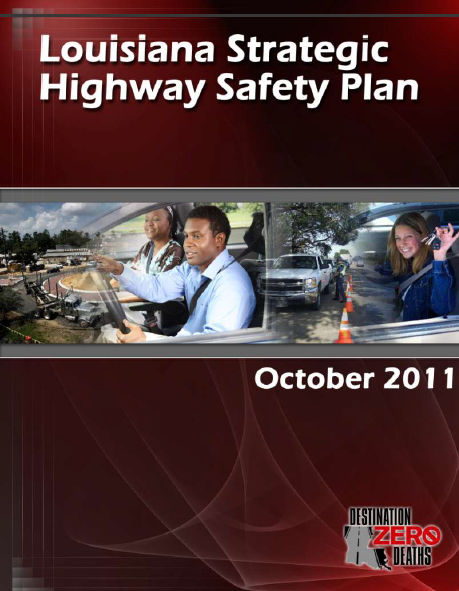 Louisiana Strategic
Highway Safety Plan
October 2011
DESTINATION
ZERO
DEATHS